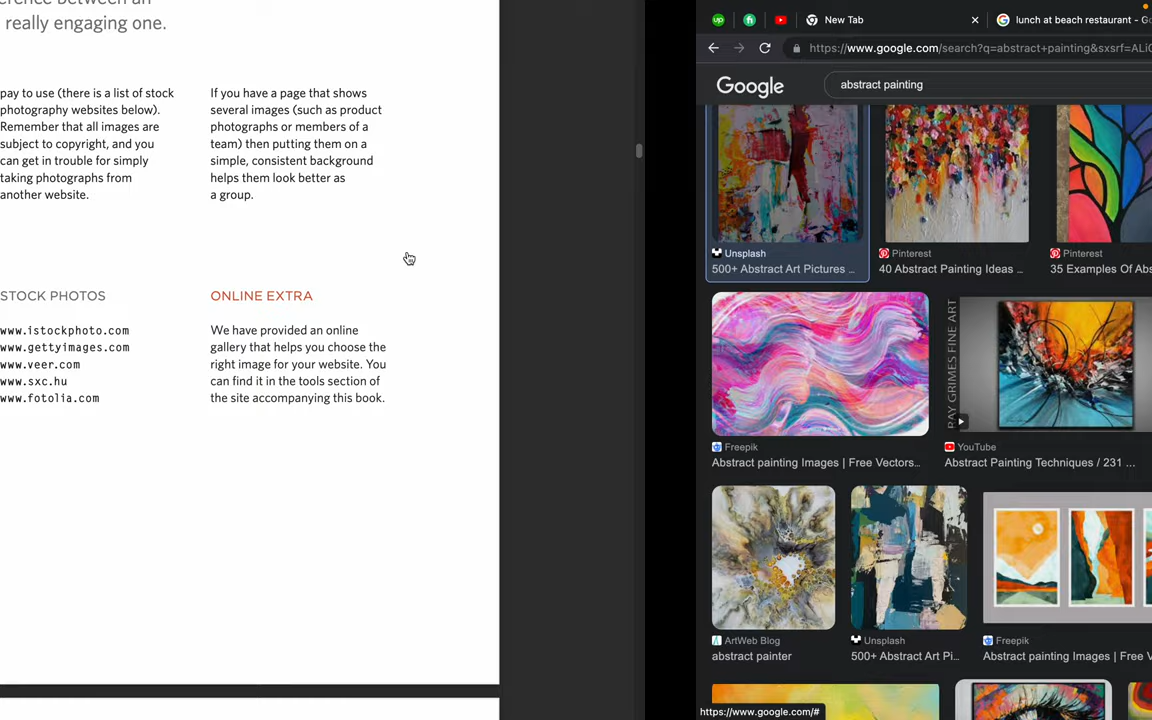 really engaging one.
pay to use (there is a list of stock
photography websites below).
Remember that all images are
subject to copyright, and you
can get in trouble for simply
taking photographs from
another website.
If you have a page that shows
several images (such as product
photographs or members of a
team) then putting them on a
simple, consistent background
helps them look better as
a group.
STOCK PHOTOS
www.istockphoto.com
www.gettyimages.com
www.veer.com
www.sxc.hu
www.fotolia.com
ONLINE EXTRA
We have provided an online
gallery that helps you choose the
right image for your website. You
can find it in the tools section of
the site accompanying this book.
up
New Tab
lunch at beach restaurant - Go
https://www.google.com/search?q=abstract+painting&sxsrf=ALi
Google
abstract painting
Unsplash
500+ Abstract Art Pictures ...
Pinterest
40 Abstract Painting Ideas ...
Pinterest
35 Examples Of Abs
RAY GRIMES FINE ART
Freepik
Abstract painting Images | Free Vectors...
YouTube
Abstract Painting Techniques / 231 ...
ArtWeb Blog
abstract painter
Unsplash
500+ Abstract Art Pi...
Freepik
Abstract painting Images | Free V
https://www.google.com/#